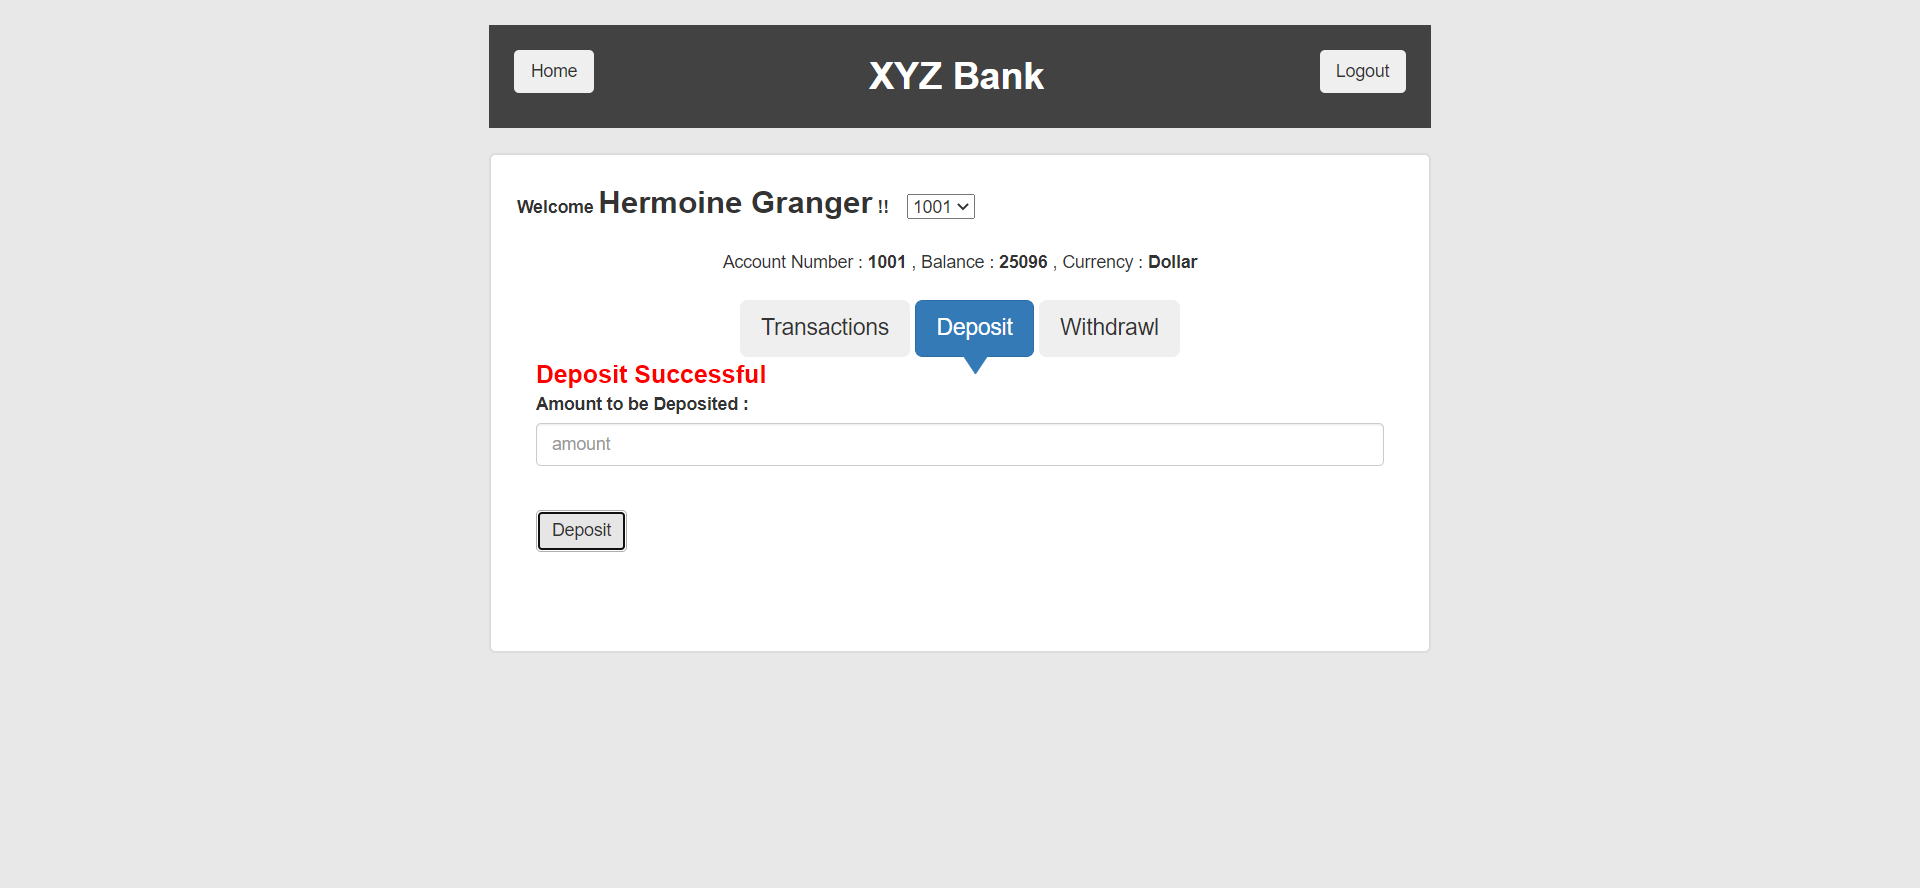 Home XYZ Bank Logout
Welcome Hermoine Granger !! 1001
Account Number : 1001 , Balance : 25096 , Currency : Dollar
Transactions Deposit Withdrawl
Deposit Successful
Amount to be Deposited :
amount
Deposit